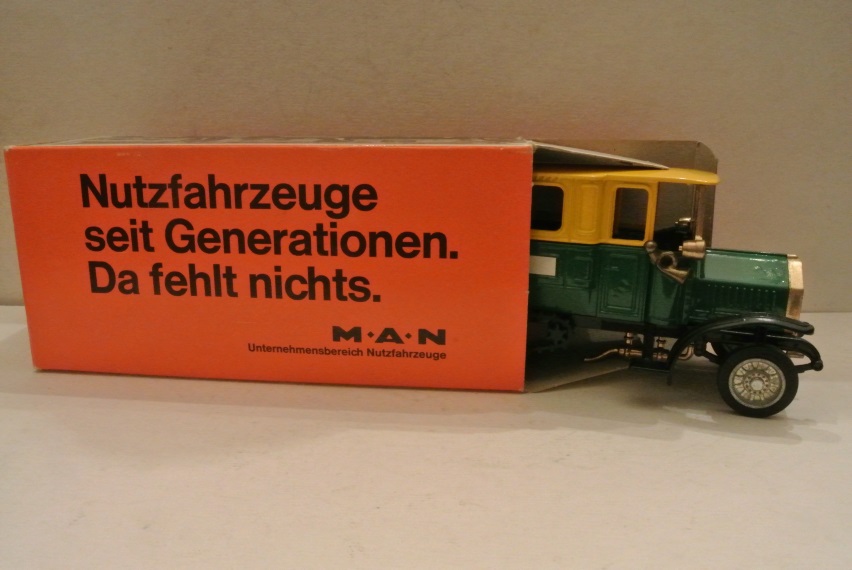 Nutzfahrzeuge
seit Generationen.
Da fehlt nichts.
M·A·N
Unternehmensbereich Nutzfahrzeuge